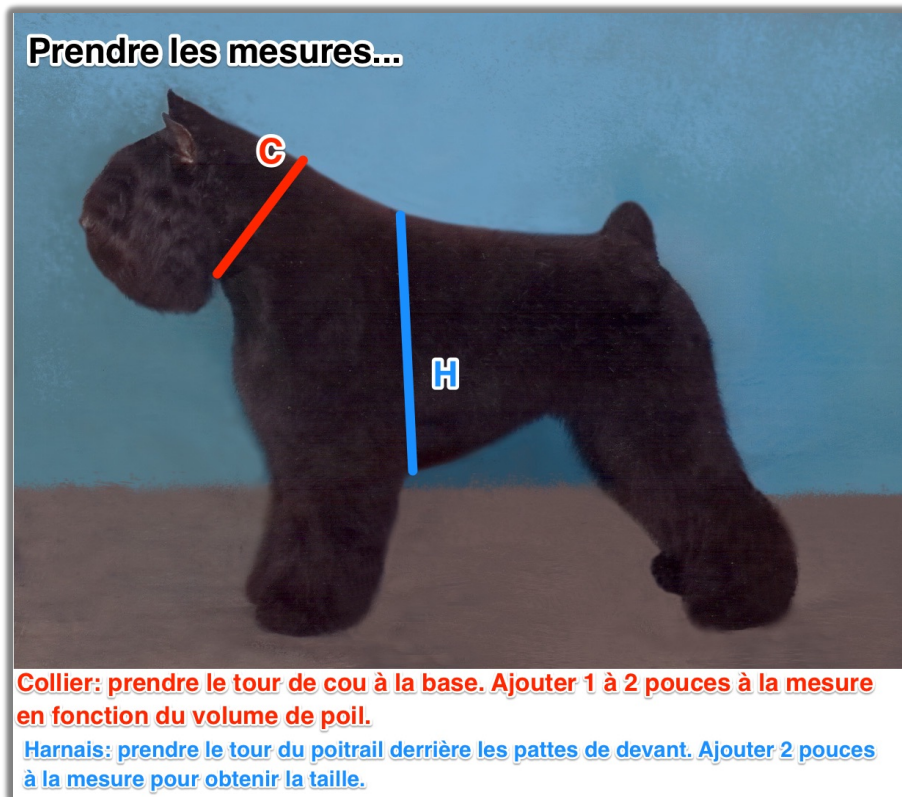 Prendre les mesures...
C
H
Collier: prendre le tour de cou à la base. Ajouter 1 à 2 pouces à la mesure
en fonction du volume de poil.
Harnais: prendre le tour du poitrail derrière les pattes de devant. Ajouter 2 pouces
à la mesure pour obtenir la taille.